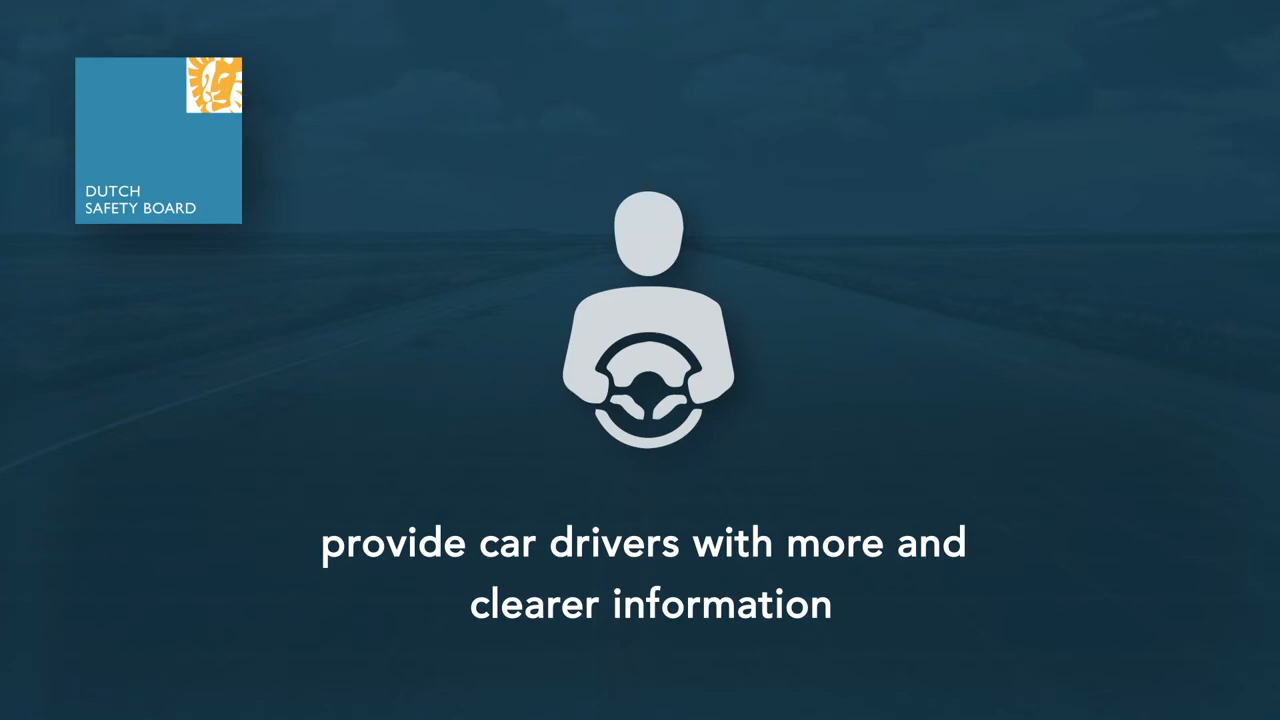 DUTCH
SAFETY BOARD
provide car drivers with more and
clearer information